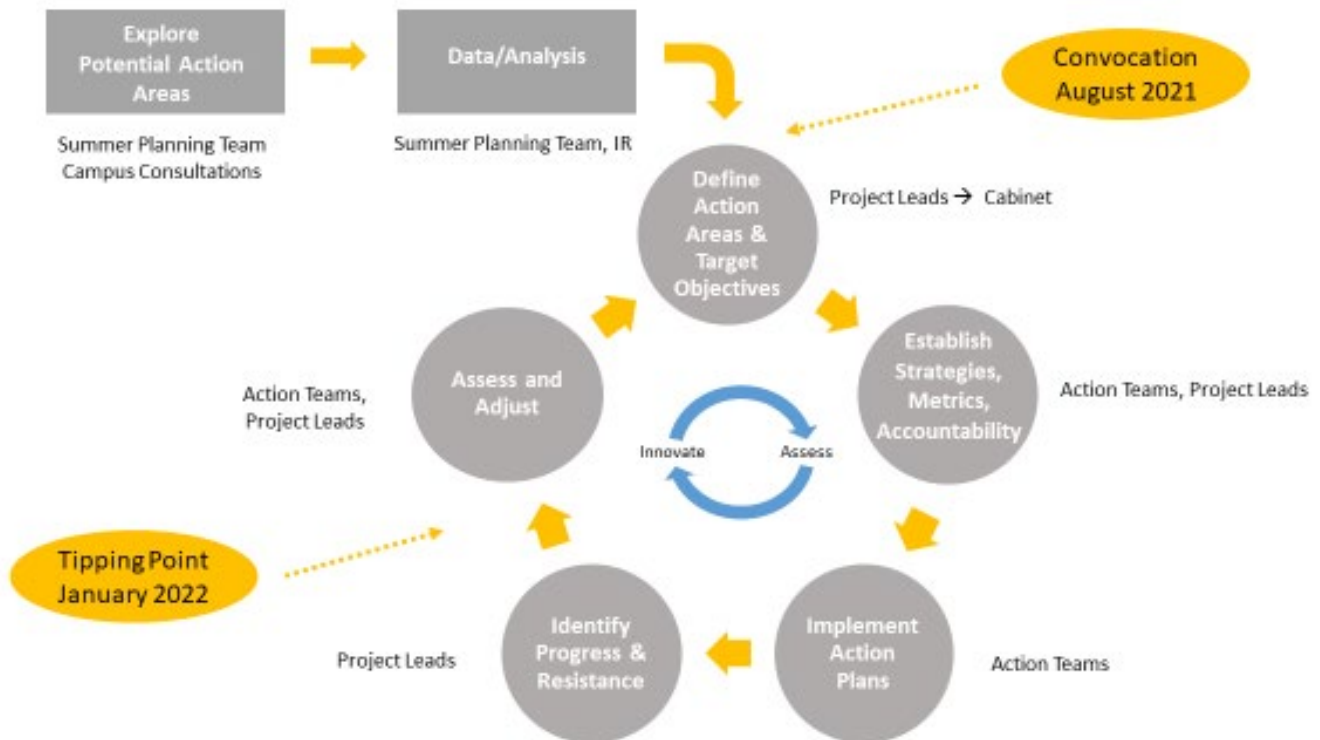 Explore
Potential Action
Areas
Data/Analysis
Convocation
August 2021
Summer Planning Team
Campus Consultations
Summer Planning Team, IR
Define
Action
Areas &
Target
Objectives
Project Leads → Cabinet
Establish
Strategies,
Metrics,
Accountability
Action Teams, Project Leads
Assess and
Adjust
Action Teams,
Project Leads
Innovate
Assess
Tipping Point
January 2022
Identify
Progress &
Resistance
Project Leads
Implement
Action
Plans
Action Teams